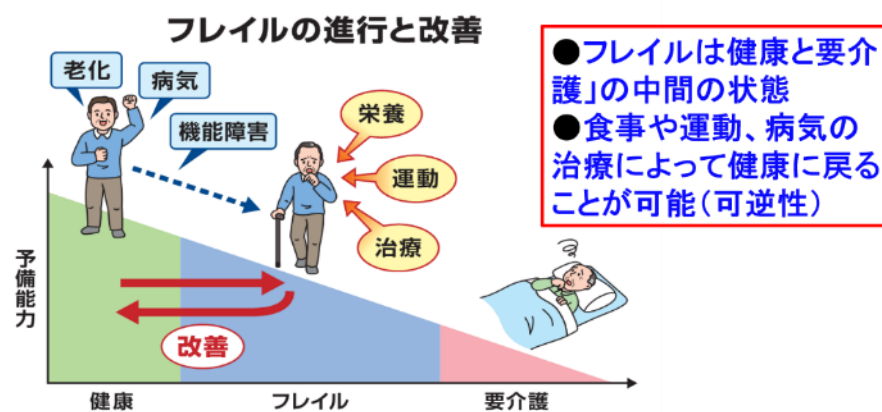 フレイルの進行と改善
老化
病気
機能障害
栄養
運動
治療
●フレイルは健康と要介
護」の中間の状態
●食事や運動、病気の
治療によって健康に戻る
ことが可能(可逆性)
予備能力
改善
健康
フレイル
要介護